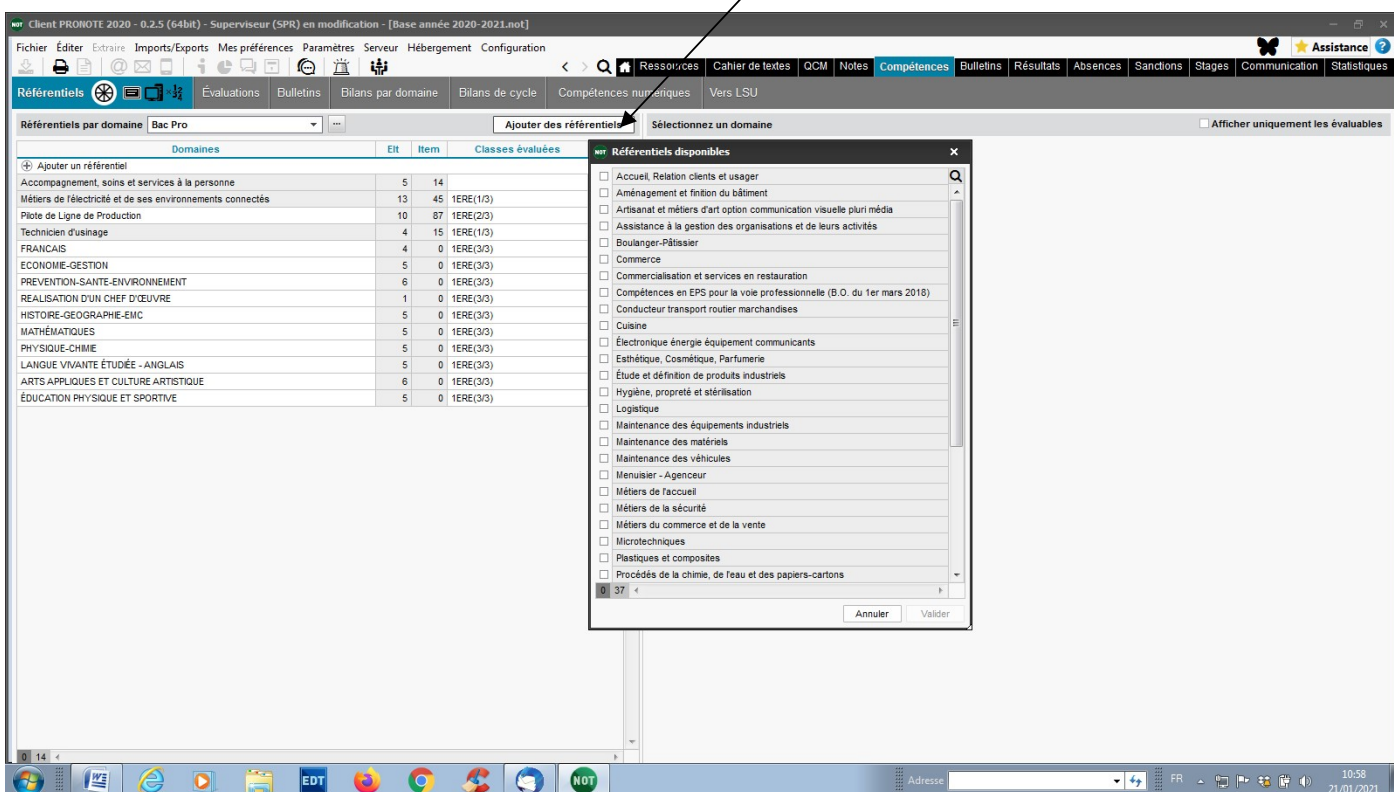 NOT Client PRONOTE 2020 - 0.2.5 (64bit) - Superviseur (SPR) en modification - [Base année 2020-2021.not]
Fichier Éditer Extraire Imports/Exports Mes préférences Paramètres Serveur Hébergement Configuration
Assistance ?
Ressources Cahier de textes QCM Notes Compétences Bulletins Résultats Absences Sanctions Stages Communication Statistiques
Référentiels Évaluations Bulletins Bilans par domaine Bilans de cycle Compétences numériques Vers LSU
Référentiels par domaine Bac Pro ... Ajouter des référentiels Sélectionnez un domaine Afficher uniquement les évaluables
Domaines Elt Item Classes évaluées
Ajouter un référentiel
Accompagnement, soins et services à la personne 5 14
Métiers de l'électricité et de ses environnements connectés 13 45 1ERE(1/3)
Pilote de Ligne de Production 10 87 1ERE(2/3)
Technicien d'usinage 4 15 1ERE(1/3)
FRANCAIS 4 0 1ERE(3/3)
ECONOMIE-GESTION 5 0 1ERE(3/3)
PREVENTION-SANTE-ENVIRONNEMENT 6 0 1ERE(3/3)
REALISATION D'UN CHEF D'ŒUVRE 1 0 1ERE(3/3)
HISTOIRE-GEOGRAPHIE-EMC 5 0 1ERE(3/3)
MATHÉMATIQUES 5 0 1ERE(3/3)
PHYSIQUE-CHIMIE 5 0 1ERE(3/3)
LANGUE VIVANTE ÉTUDIÉE - ANGLAIS 5 0 1ERE(3/3)
ARTS APPLIQUES ET CULTURE ARTISTIQUE 6 0 1ERE(3/3)
ÉDUCATION PHYSIQUE ET SPORTIVE 5 0 1ERE(3/3)
0 14
NOT Référentiels disponibles
Accueil, Relation clients et usager
Aménagement et finition du bâtiment
Artisanat et métiers d'art option communication visuelle pluri média
Assistance à la gestion des organisations et de leurs activités
Boulanger-Pâtissier
Commerce
Commercialisation et services en restauration
Compétences en EPS pour la voie professionnelle (B.O. du 1er mars 2018)
Conducteur transport routier marchandises
Cuisine
Électronique énergie équipement communicants
Esthétique, Cosmétique, Parfumerie
Étude et définition de produits industriels
Hygiène, propreté et stérilisation
Logistique
Maintenance des équipements industriels
Maintenance des matériels
Maintenance des véhicules
Menuisier - Agenceur
Métiers de l'accueil
Métiers de la sécurité
Métiers du commerce et de la vente
Microtechniques
Plastiques et composites
Procédés de la chimie, de l'eau et des papiers-cartons
0 37
Annuler Valider
EDT NOT Adresse FR 10:58
21/01/2021